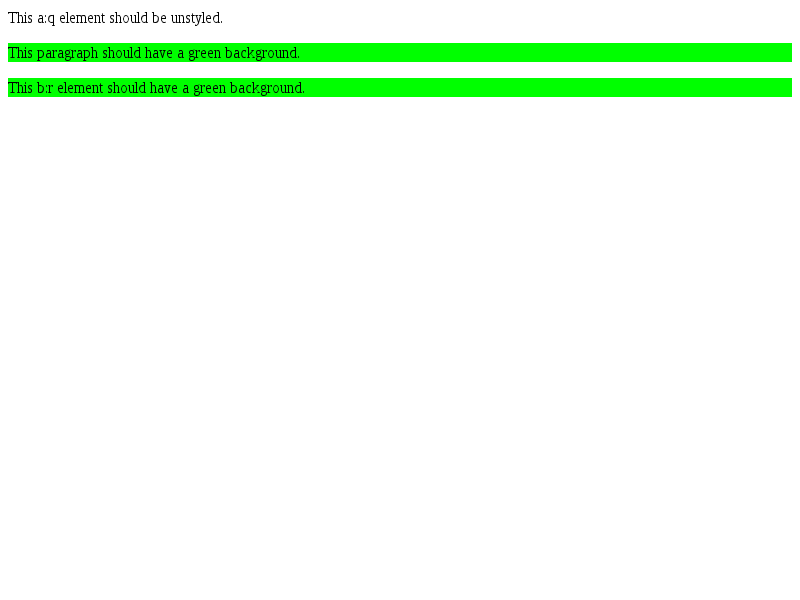 This a:q element should be unstyled.
This paragraph should have a green background.
This b:r element should have a green background.